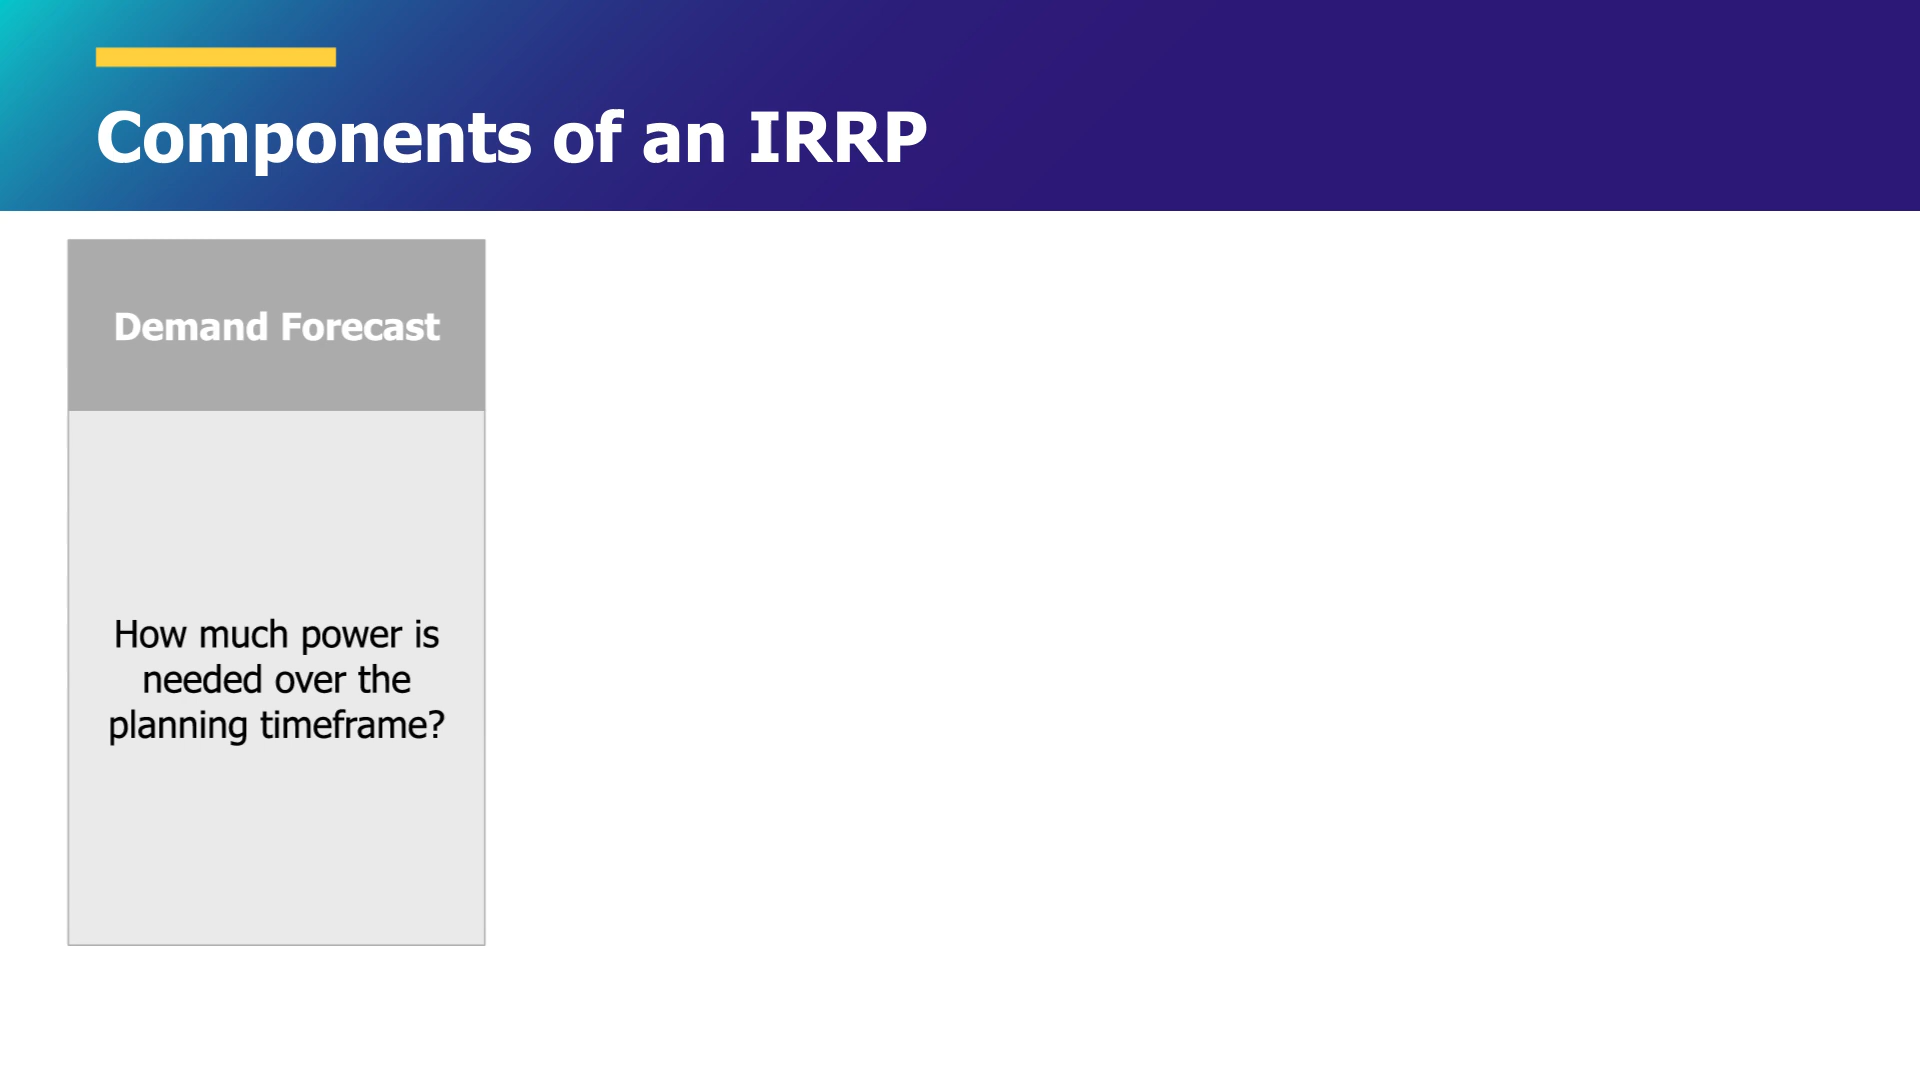 Components of an IRRP
Demand Forecast
How much power is
needed over the
planning timeframe?